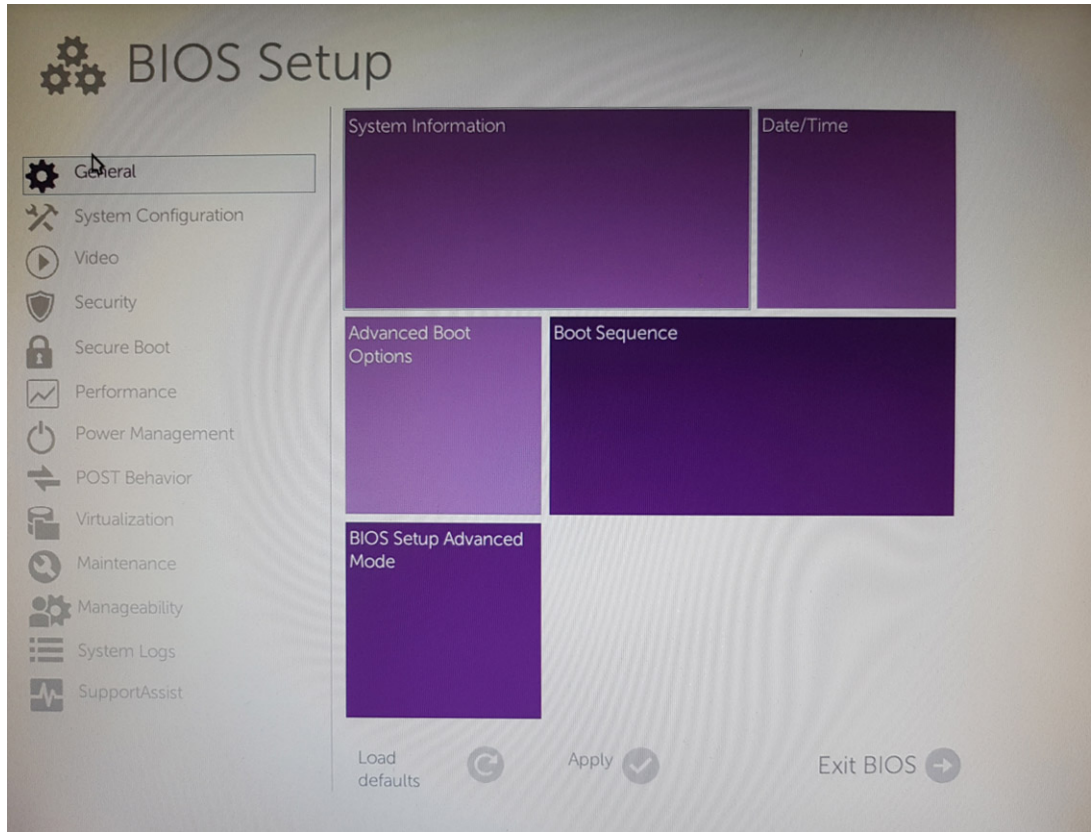 BIOS Setup
General
System Configuration
Video
Security
Secure Boot
Performance
Power Management
POST Behavior
Virtualization
Maintenance
Manageability
System Logs
SupportAssist
System Information
Date/Time
Advanced Boot
Options
Boot Sequence
BIOS Setup Advanced
Mode
Load
defaults
Apply
Exit BIOS